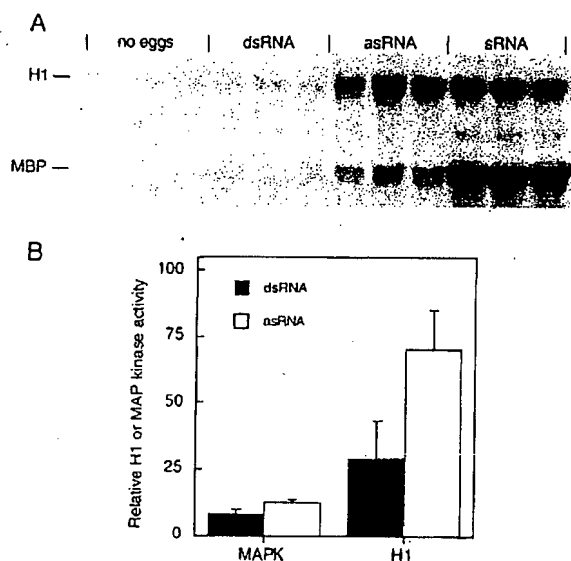 A
no eggs dsRNA asRNA sRNA
H1
MBP
B
Relative H1 or MAP kinase activity
100
75
50
25
0
dsRNA
asRNA
MAPK H1